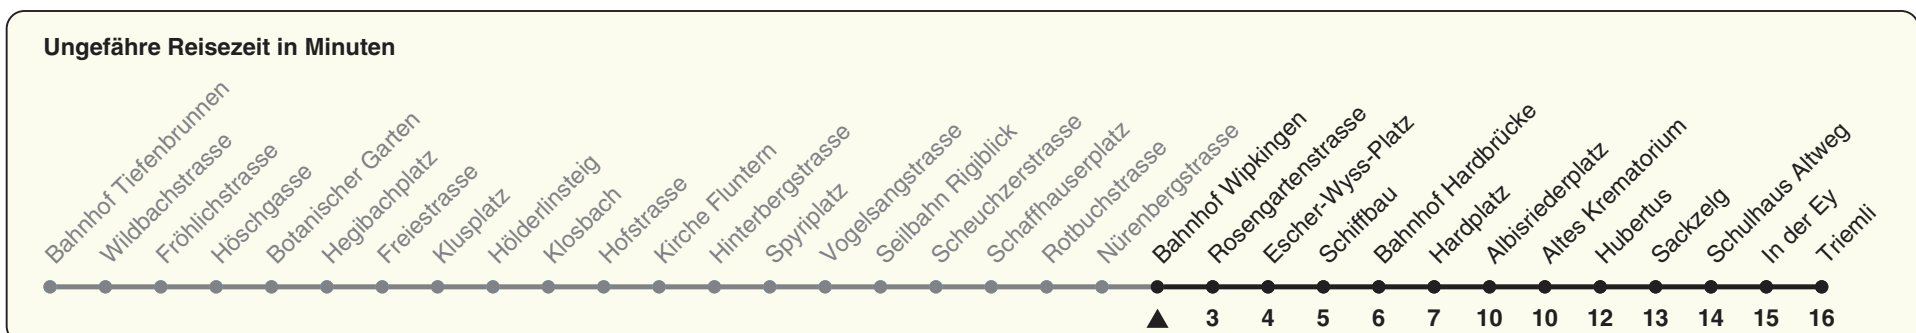 Ungefähre Reisezeit in Minuten
Bahnhof Tiefenbrunnen
Wildbachstrasse
Fröhlichstrasse
Höschgasse
Botanischer Garten
Hegibachplatz
Freiestrasse
Klusplatz
Hölderlinsteig
Klosbach
Hofstrasse
Kirche Fluntern
Hinterbergstrasse
Spyriplatz
Vogelsangstrasse
Seilbahn Rigiblick
Scheuchzerstrasse
Schaffhauserplatz
Rotbuchstrasse
Nürenbergstrasse
Bahnhof Wipkingen
Rosengartenstrasse
Escher-Wyss-Platz
Schiffbau
Bahnhof Hardbrücke
Hardplatz
Albisriederplatz
Altes Krematorium
Hubertus
Sackzelg
Schulhaus Altweg
In der Ey
Triemli
3 4 5 6 7 10 10 12 13 14 15 16